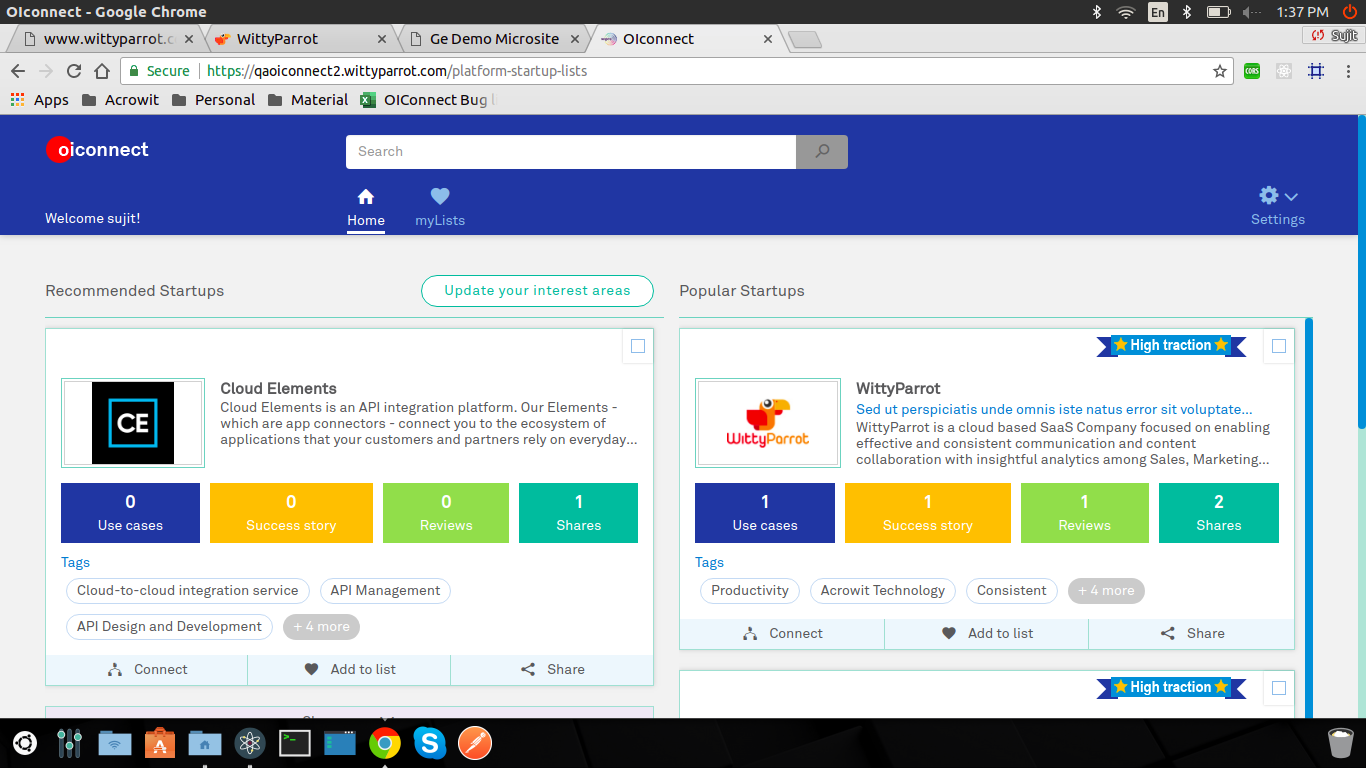 OIconnect - Google Chrome
En
1:37 PM
www.wittyparrot.c
WittyParrot
Ge Demo Microsite
OIconnect
Sujit
Secure
https://qaoiconnect2.wittyparrot.com/platform-startup-lists
CORS
Apps
Acrowit
Personal
Material
OIConnect Bug
oiconnect
Search
Welcome sujit!
Home
myLists
Settings
Recommended Startups
Update your interest areas
Popular Startups
CE
Cloud Elements
Cloud Elements is an API integration platform. Our Elements -
which are app connectors - connect you to the ecosystem of
applications that your customers and partners rely on everyday...
0
Use cases
0
Success story
0
Reviews
1
Shares
Tags
Cloud-to-cloud integration service
API Management
API Design and Development
+ 4 more
Connect
Add to list
Share
High traction
WittyParrot
WittyParrot
Sed ut perspiciatis unde omnis iste natus error sit voluptate...
WittyParrot is a cloud based SaaS Company focused on enabling
effective and consistent communication and content
collaboration with insightful analytics among Sales, Marketing...
1
Use cases
1
Success story
1
Reviews
2
Shares
Tags
Productivity
Acrowit Technology
Consistent
+ 4 more
Connect
Add to list
Share
High traction